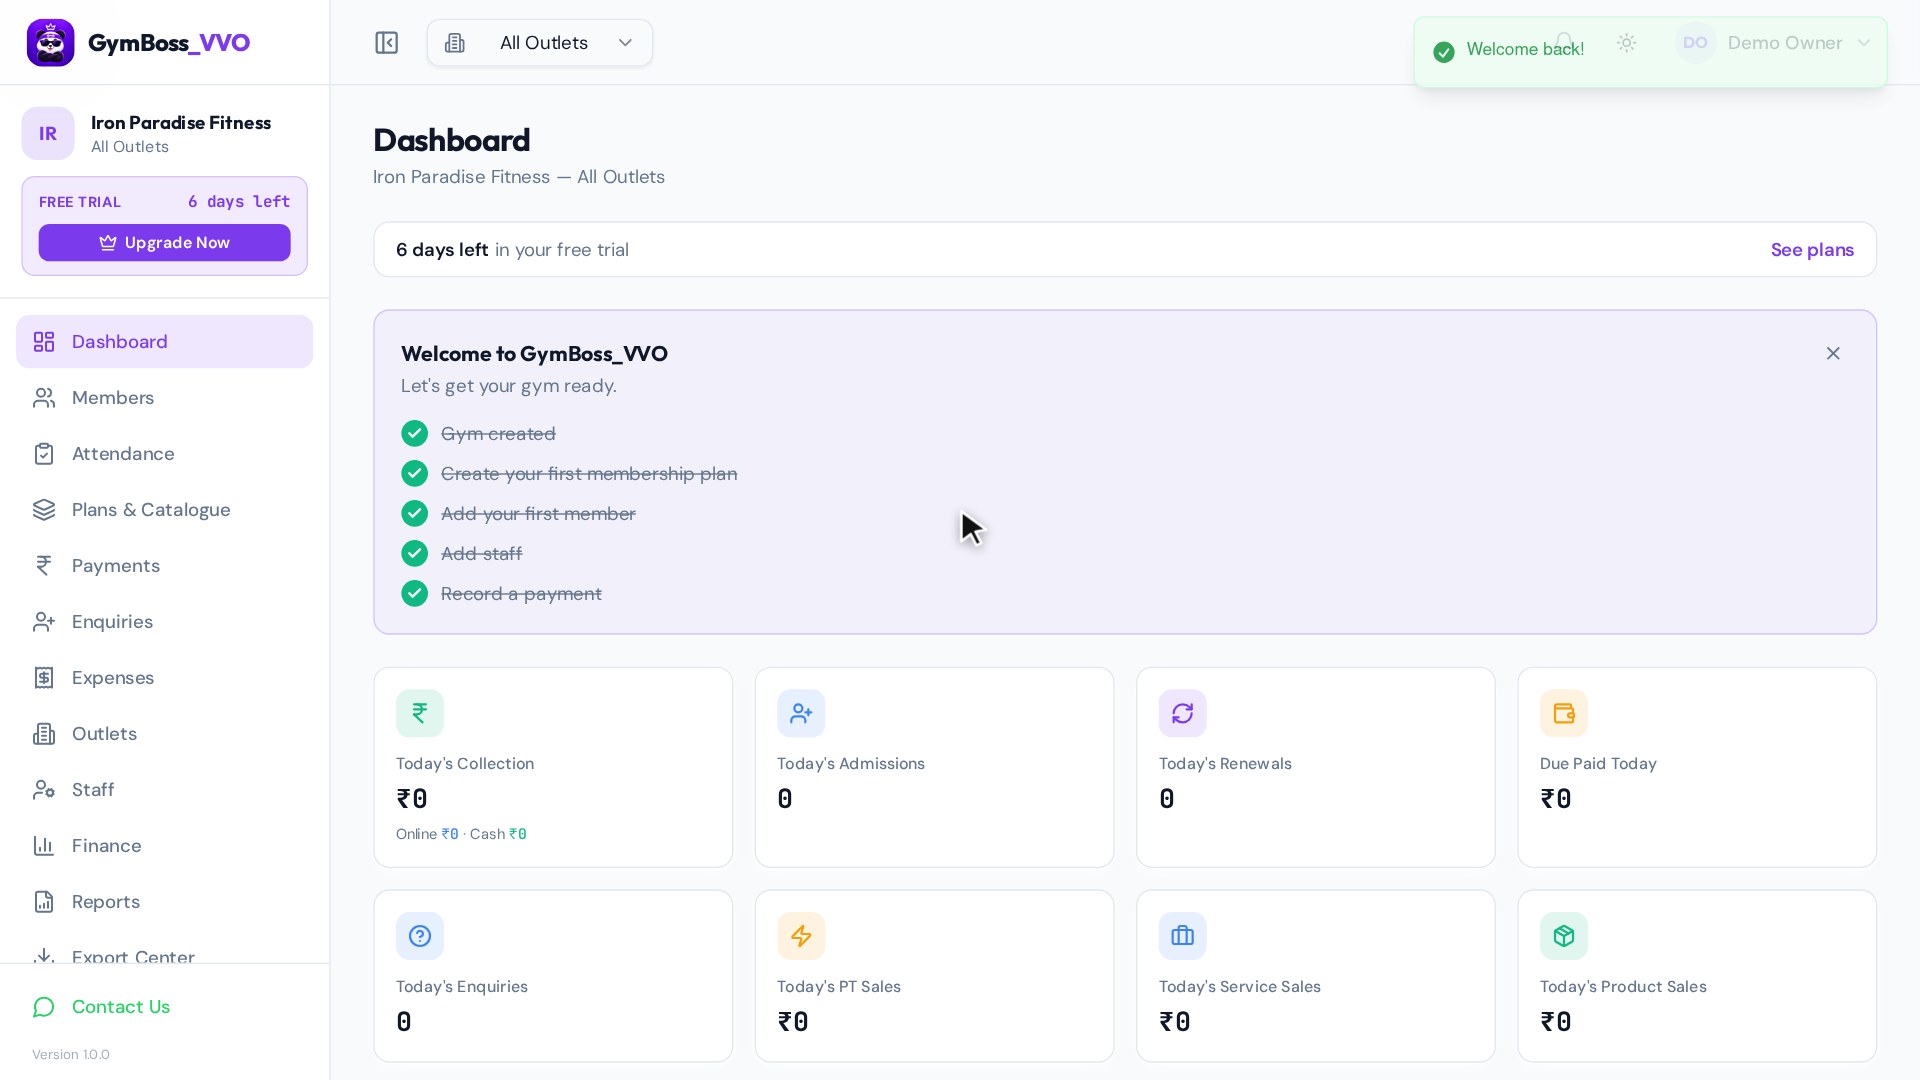 GymBoss_VVO
All Outlets
Welcome back!
DO
Demo Owner
IR
Iron Paradise Fitness
All Outlets
FREE TRIAL
6 days left
Upgrade Now
Dashboard
Members
Attendance
Plans & Catalogue
Payments
Enquiries
Expenses
Outlets
Staff
Finance
Reports
Export Center
Contact Us
Version 1.0.0
Dashboard
Iron Paradise Fitness — All Outlets
6 days left in your free trial
See plans
Welcome to GymBoss_VVO
Let's get your gym ready.
Gym created
Create your first membership plan
Add your first member
Add staff
Record a payment
Today's Collection
₹0
Online ₹0 · Cash ₹0
Today's Admissions
0
Today's Renewals
0
Due Paid Today
₹0
Today's Enquiries
0
Today's PT Sales
₹0
Today's Service Sales
₹0
Today's Product Sales
₹0